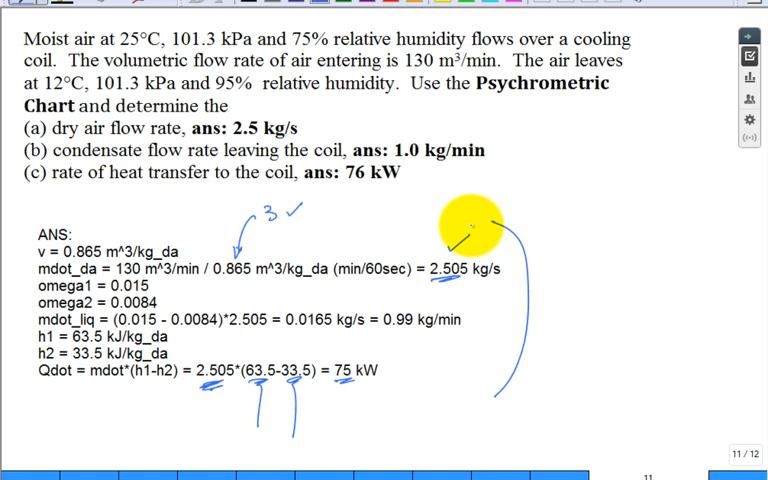 Moist air at 25°C, 101.3 kPa and 75% relative humidity flows over a cooling
coil. The volumetric flow rate of air entering is 130 m³/min. The air leaves
at 12°C, 101.3 kPa and 95% relative humidity. Use the Psychrometric
Chart and determine the
(a) dry air flow rate, ans: 2.5 kg/s
(b) condensate flow rate leaving the coil, ans: 1.0 kg/min
(c) rate of heat transfer to the coil, ans: 76 kW
3 ✓
ANS:
v = 0.865 m^3/kg_da
mdot_da = 130 m^3/min / 0.865 m^3/kg_da (min/60sec) = 2.505 kg/s
omega1 = 0.015
omega2 = 0.0084
mdot_liq = (0.015 - 0.0084)*2.505 = 0.0165 kg/s = 0.99 kg/min
h1 = 63.5 kJ/kg_da
h2 = 33.5 kJ/kg_da
Qdot = mdot*(h1-h2) = 2.505*(63.5-33.5) = 75 kW
11 / 12
11